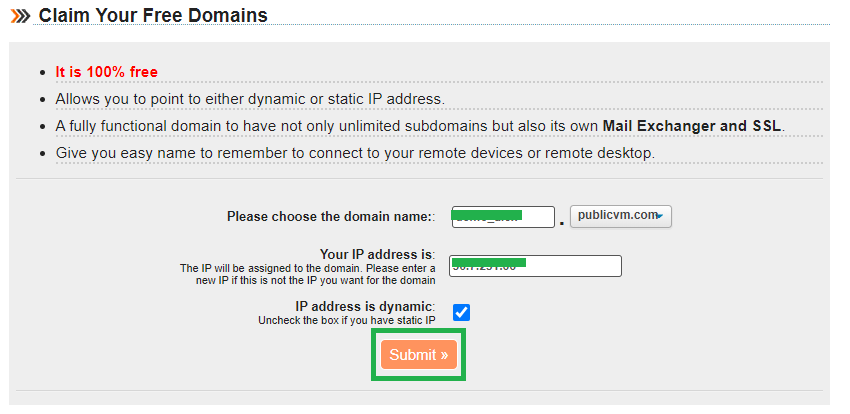 Claim Your Free Domains
It is 100% free
Allows you to point to either dynamic or static IP address.
A fully functional domain to have not only unlimited subdomains but also its own Mail Exchanger and SSL.
Give you easy name to remember to connect to your remote devices or remote desktop.
Please choose the domain name::
. publicvm.com
Your IP address is:
The IP will be assigned to the domain. Please enter a
new IP if this is not the IP you want for the domain
IP address is dynamic:
Uncheck the box if you have static IP
Submit »